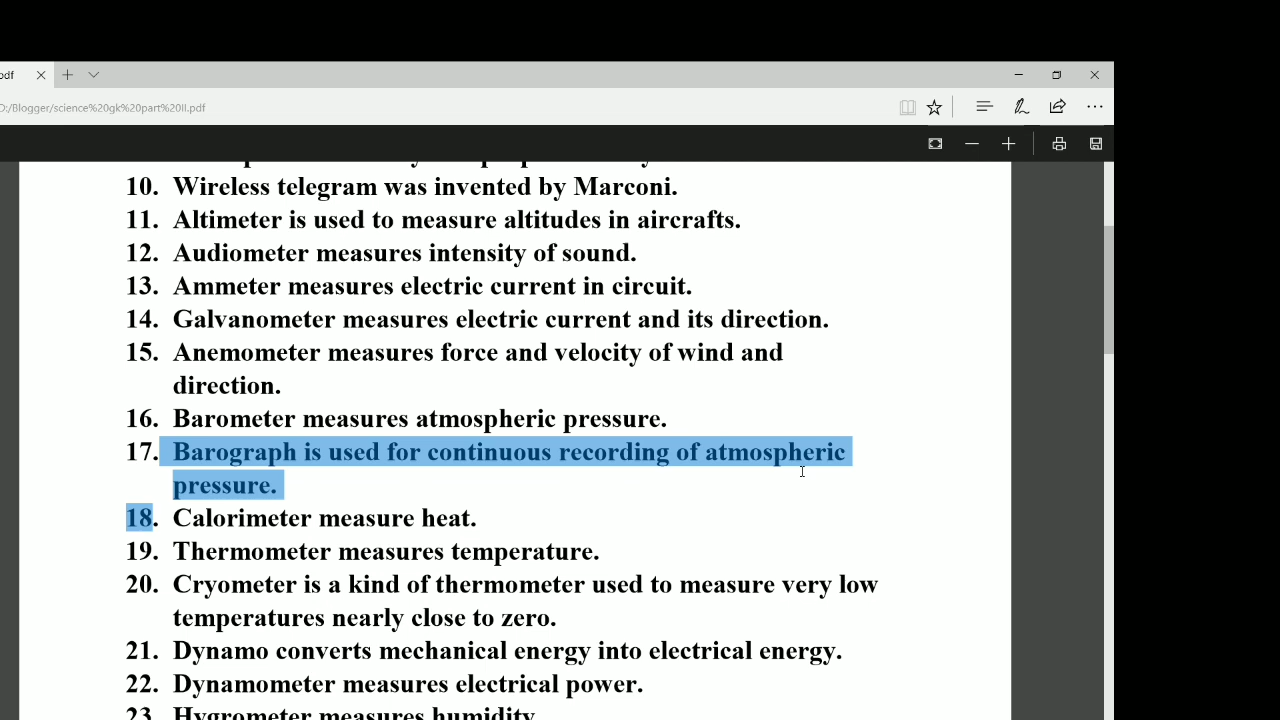 pdf
D:/Blogger/science%20gk%20part%20II.pdf
10. Wireless telegram was invented by Marconi.
11. Altimeter is used to measure altitudes in aircrafts.
12. Audiometer measures intensity of sound.
13. Ammeter measures electric current in circuit.
14. Galvanometer measures electric current and its direction.
15. Anemometer measures force and velocity of wind and
direction.
16. Barometer measures atmospheric pressure.
17. Barograph is used for continuous recording of atmospheric
pressure.
18. Calorimeter measure heat.
19. Thermometer measures temperature.
20. Cryometer is a kind of thermometer used to measure very low
temperatures nearly close to zero.
21. Dynamo converts mechanical energy into electrical energy.
22. Dynamometer measures electrical power.
23. Hygrometer measures humidity